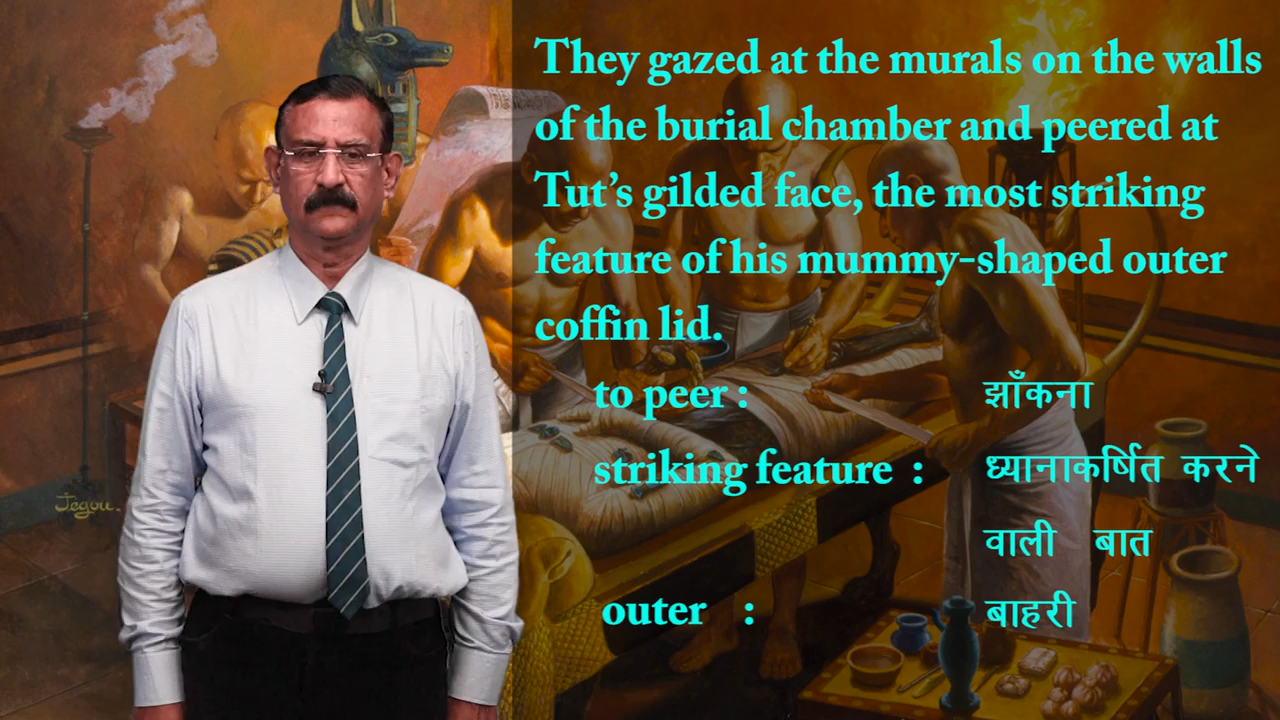 They gazed at the murals on the walls
of the burial chamber and peered at
Tut’s gilded face, the most striking
feature of his mummy-shaped outer
coffin lid.
to peer : झाँकना
striking feature : ध्यानाकर्षित करने
वाली बात
outer : बाहरी
Jegou.